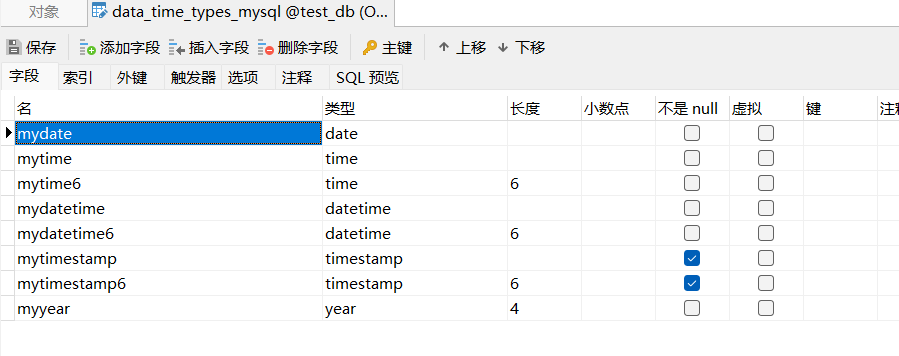 对象 data_time_types_mysql @test_db (O...
保存 添加字段 插入字段 删除字段 主键 上移 下移
字段 索引 外键 触发器 选项 注释 SQL 预览
名 类型 长度 小数点 不是 null 虚拟 键
mydate date
mytime time
mytime6 time 6
mydatetime datetime
mydatetime6 datetime 6
mytimestamp timestamp
mytimestamp6 timestamp 6
myyear year 4